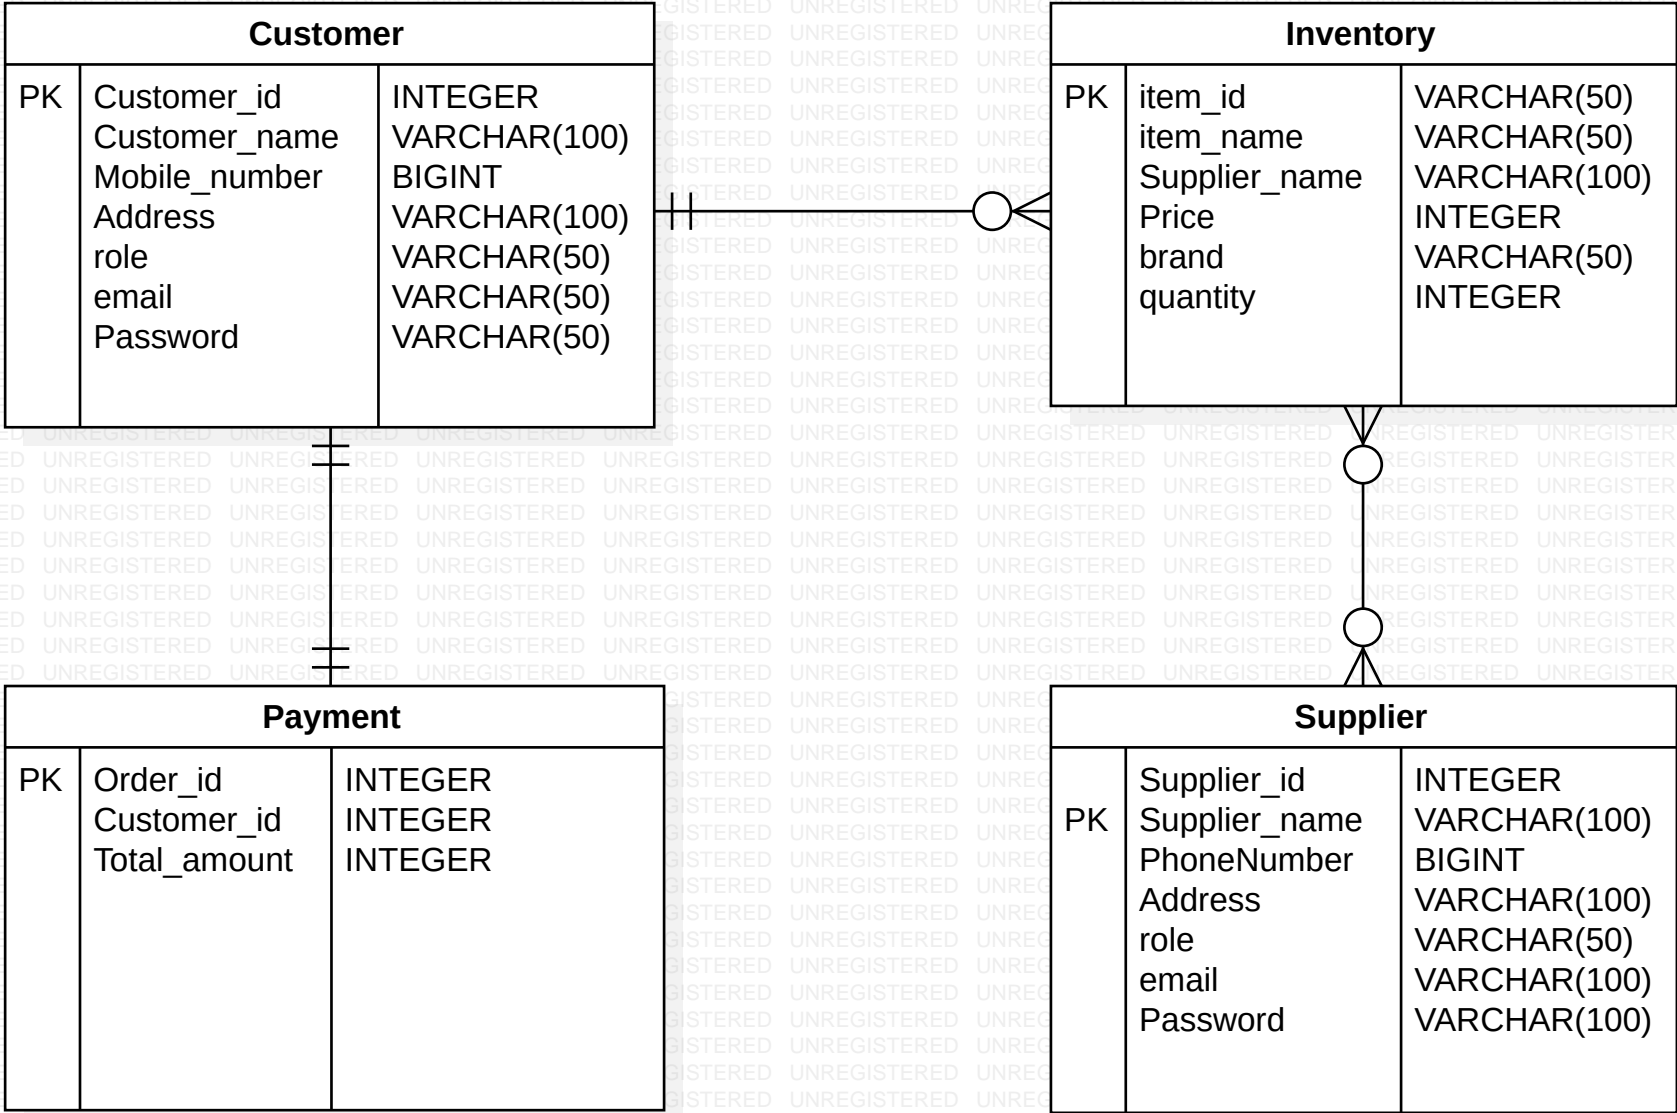 Customer
PK Customer_id INTEGER
Customer_name VARCHAR(100)
Mobile_number BIGINT
Address VARCHAR(100)
role VARCHAR(50)
email VARCHAR(50)
Password VARCHAR(50)
Inventory
PK item_id VARCHAR(50)
item_name VARCHAR(50)
Supplier_name VARCHAR(100)
Price INTEGER
brand VARCHAR(50)
quantity INTEGER
Payment
PK Order_id INTEGER
Customer_id INTEGER
Total_amount INTEGER
Supplier
Supplier_id INTEGER
PK Supplier_name VARCHAR(100)
PhoneNumber BIGINT
Address VARCHAR(100)
role VARCHAR(50)
email VARCHAR(100)
Password VARCHAR(100)
UNREGISTERED